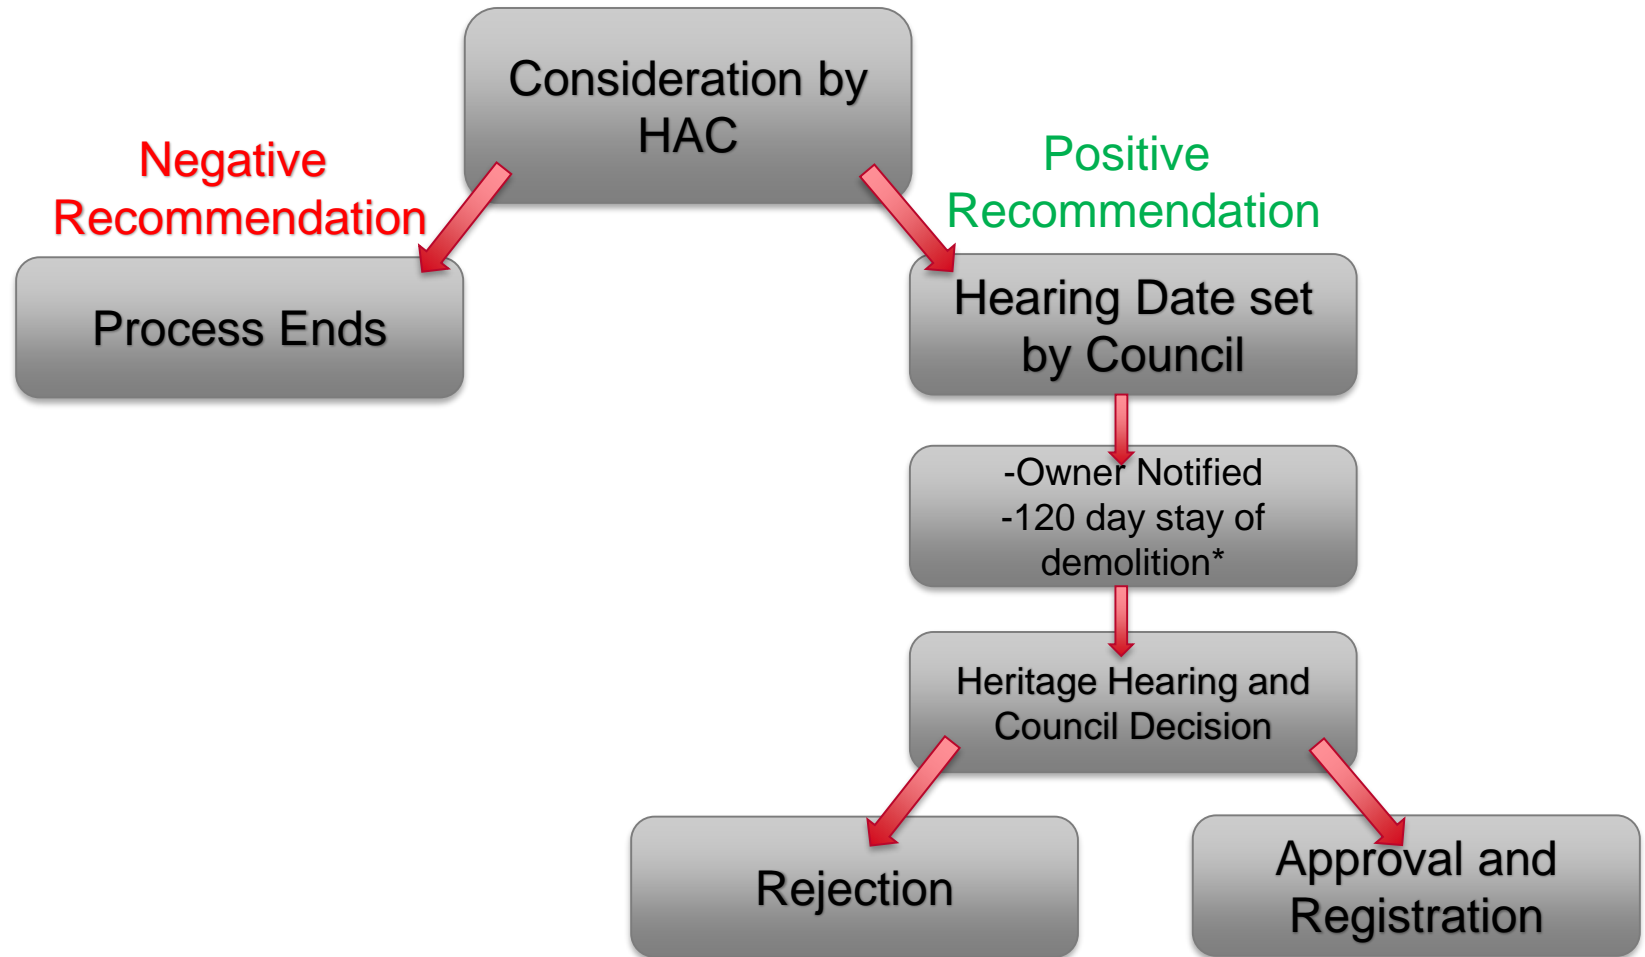 Consideration by
HAC
Negative
Recommendation
Positive
Recommendation
Process Ends
Hearing Date set
by Council
-Owner Notified
-120 day stay of
demolition*
Heritage Hearing and
Council Decision
Rejection
Approval and
Registration